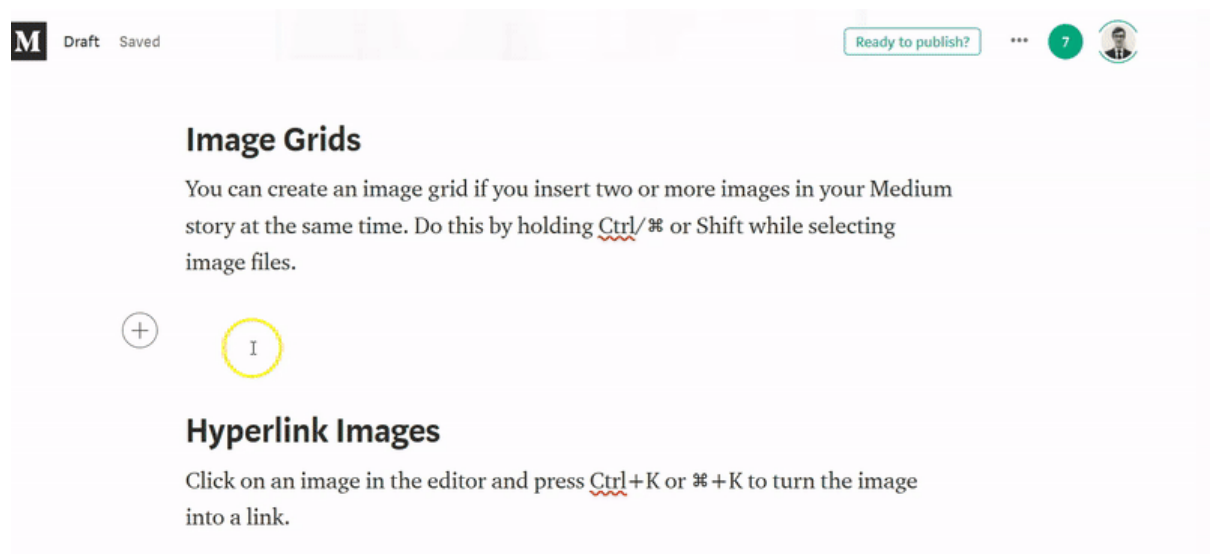 M Draft Saved Ready to publish? ••• 7
Image Grids
You can create an image grid if you insert two or more images in your Medium
story at the same time. Do this by holding Ctrl/⌘ or Shift while selecting
image files.
Hyperlink Images
Click on an image in the editor and press Ctrl+K or ⌘+K to turn the image
into a link.